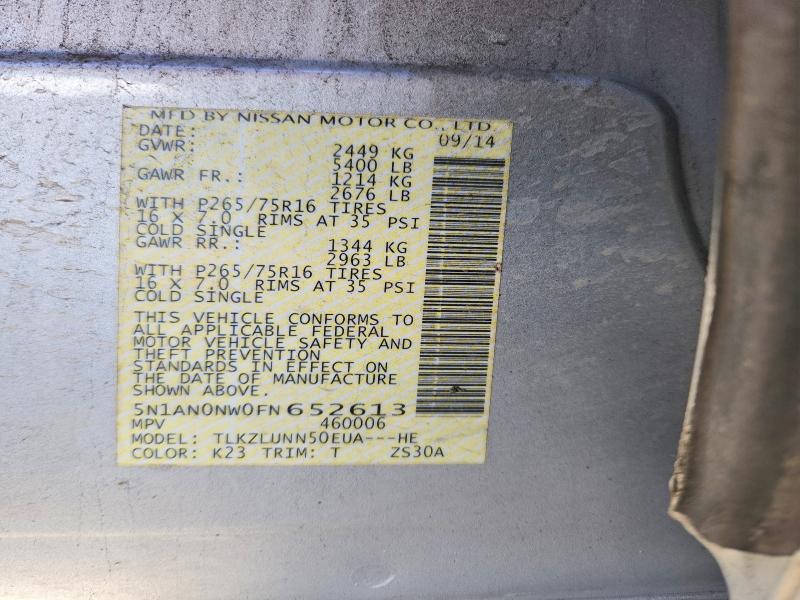 MFD BY NISSAN MOTOR CO., LTD.
DATE: 09/14
GVWR: 2449 KG
5400 LB
GAWR FR.: 1214 KG
2676 LB
WITH P265/75R16 TIRES
16 X 7.0 RIMS AT 35 PSI
COLD SINGLE
GAWR RR.: 1344 KG
2963 LB
WITH P265/75R16 TIRES
16 X 7.0 RIMS AT 35 PSI
COLD SINGLE
THIS VEHICLE CONFORMS TO
ALL APPLICABLE FEDERAL
MOTOR VEHICLE SAFETY AND
THEFT PREVENTION
STANDARDS IN EFFECT ON
THE DATE OF MANUFACTURE
SHOWN ABOVE.
5N1AN0NW0FN652613
MPV 460006
MODEL: TLKZLUNN50EUA---HE
COLOR: K23 TRIM: T ZS30A